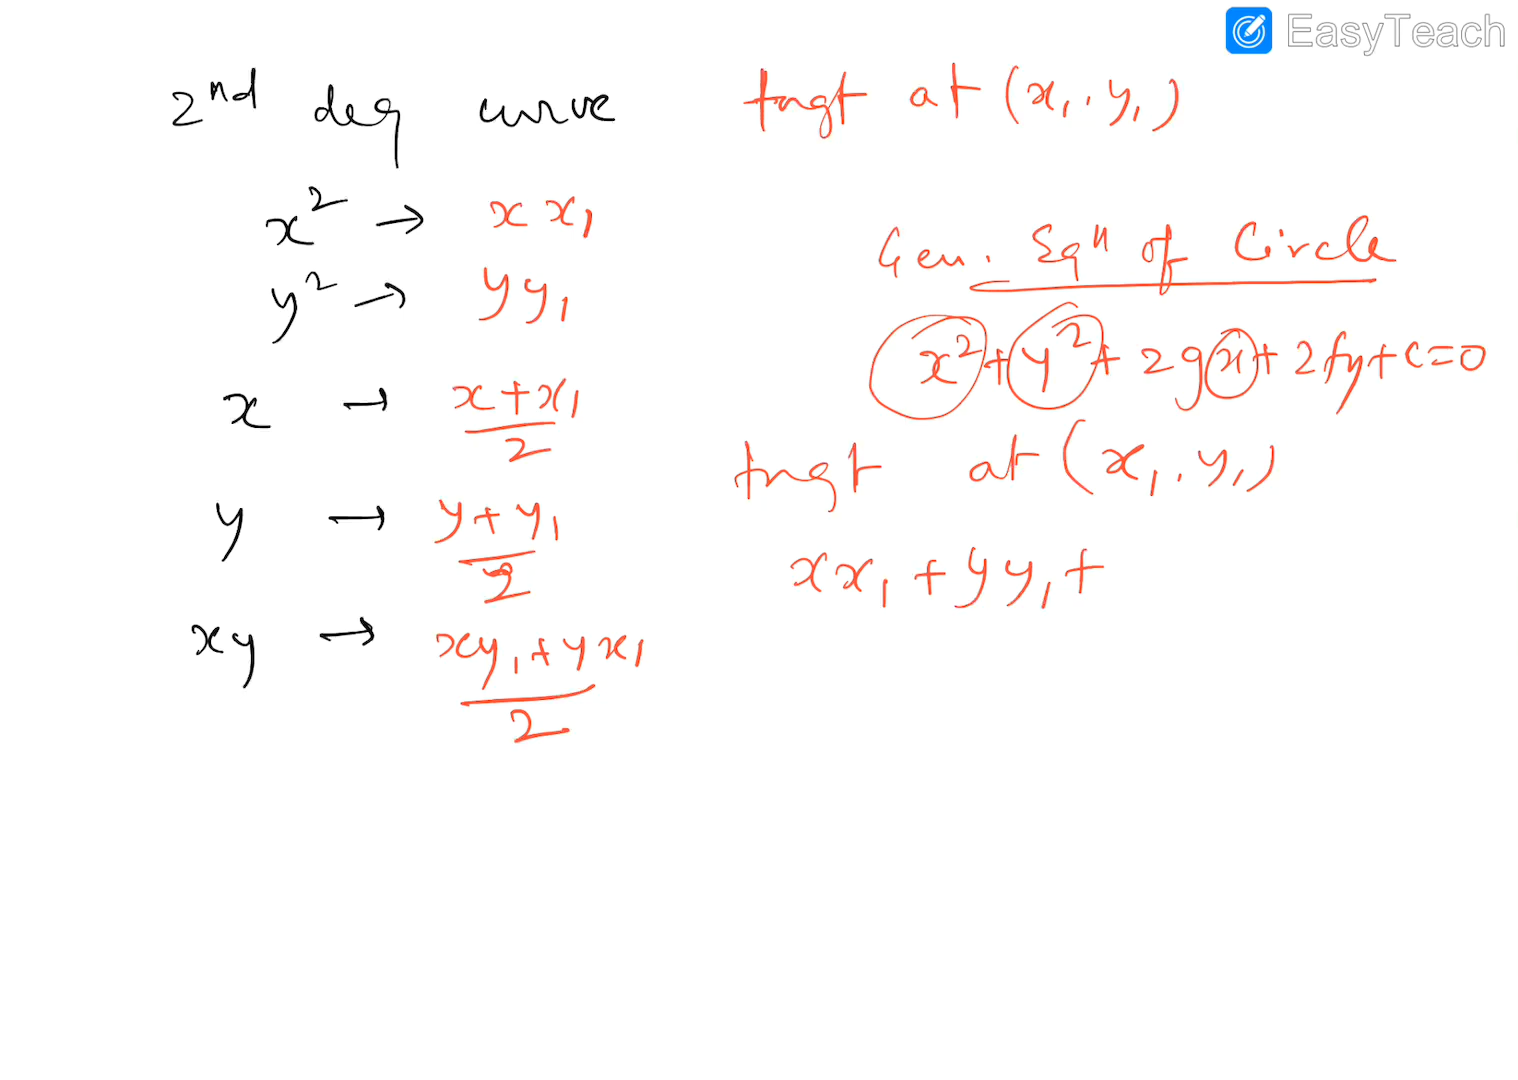 EasyTeach
2nd deg curve
x² → xx₁
y² → yy₁
x → x+x₁/2
y → y+y₁/2
xy → xy₁+yx₁/2
tngt at (x₁, y₁)
Gen. Eqⁿ of Circle
x²+y²+2gx+2fy+c=0
tngt at (x₁, y₁)
xx₁+yy₁+